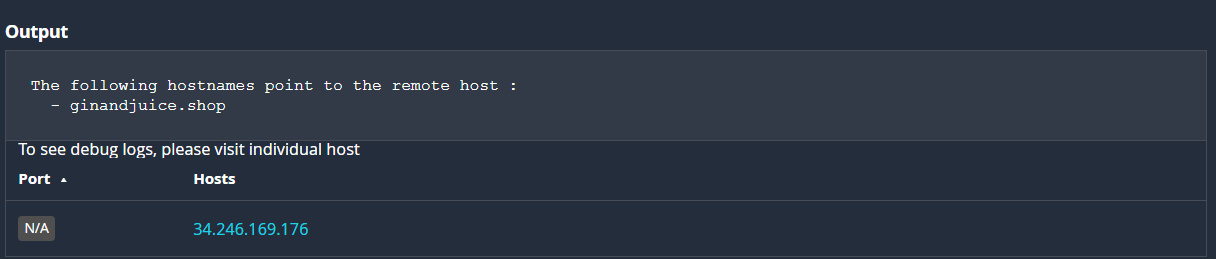 Output
The following hostnames point to the remote host :
- ginandjuice.shop
To see debug logs, please visit individual host
Port ▲ Hosts
N/A 34.246.169.176